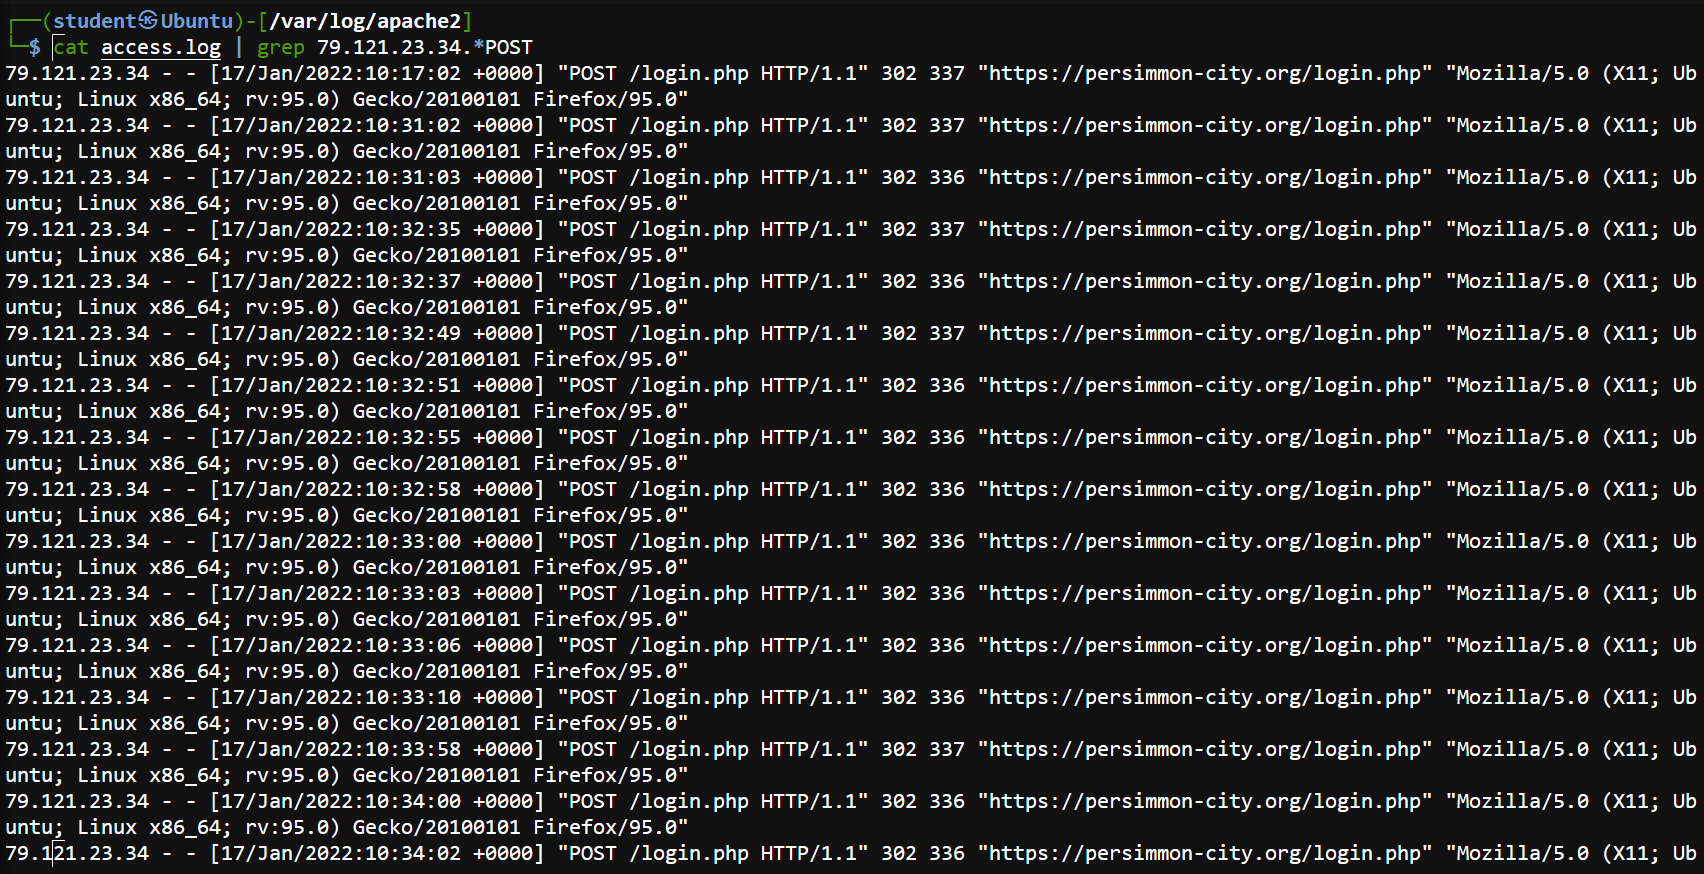 ┌──(student㉿Ubuntu)-[/var/log/apache2]
└─$ cat access.log | grep 79.121.23.34.*POST
79.121.23.34 - - [17/Jan/2022:10:17:02 +0000] "POST /login.php HTTP/1.1" 302 337 "https://persimmon-city.org/login.php" "Mozilla/5.0 (X11; Ub
untu; Linux x86_64; rv:95.0) Gecko/20100101 Firefox/95.0"
79.121.23.34 - - [17/Jan/2022:10:31:02 +0000] "POST /login.php HTTP/1.1" 302 337 "https://persimmon-city.org/login.php" "Mozilla/5.0 (X11; Ub
untu; Linux x86_64; rv:95.0) Gecko/20100101 Firefox/95.0"
79.121.23.34 - - [17/Jan/2022:10:31:03 +0000] "POST /login.php HTTP/1.1" 302 336 "https://persimmon-city.org/login.php" "Mozilla/5.0 (X11; Ub
untu; Linux x86_64; rv:95.0) Gecko/20100101 Firefox/95.0"
79.121.23.34 - - [17/Jan/2022:10:32:35 +0000] "POST /login.php HTTP/1.1" 302 337 "https://persimmon-city.org/login.php" "Mozilla/5.0 (X11; Ub
untu; Linux x86_64; rv:95.0) Gecko/20100101 Firefox/95.0"
79.121.23.34 - - [17/Jan/2022:10:32:37 +0000] "POST /login.php HTTP/1.1" 302 336 "https://persimmon-city.org/login.php" "Mozilla/5.0 (X11; Ub
untu; Linux x86_64; rv:95.0) Gecko/20100101 Firefox/95.0"
79.121.23.34 - - [17/Jan/2022:10:32:49 +0000] "POST /login.php HTTP/1.1" 302 337 "https://persimmon-city.org/login.php" "Mozilla/5.0 (X11; Ub
untu; Linux x86_64; rv:95.0) Gecko/20100101 Firefox/95.0"
79.121.23.34 - - [17/Jan/2022:10:32:51 +0000] "POST /login.php HTTP/1.1" 302 336 "https://persimmon-city.org/login.php" "Mozilla/5.0 (X11; Ub
untu; Linux x86_64; rv:95.0) Gecko/20100101 Firefox/95.0"
79.121.23.34 - - [17/Jan/2022:10:32:55 +0000] "POST /login.php HTTP/1.1" 302 336 "https://persimmon-city.org/login.php" "Mozilla/5.0 (X11; Ub
untu; Linux x86_64; rv:95.0) Gecko/20100101 Firefox/95.0"
79.121.23.34 - - [17/Jan/2022:10:32:58 +0000] "POST /login.php HTTP/1.1" 302 336 "https://persimmon-city.org/login.php" "Mozilla/5.0 (X11; Ub
untu; Linux x86_64; rv:95.0) Gecko/20100101 Firefox/95.0"
79.121.23.34 - - [17/Jan/2022:10:33:00 +0000] "POST /login.php HTTP/1.1" 302 336 "https://persimmon-city.org/login.php" "Mozilla/5.0 (X11; Ub
untu; Linux x86_64; rv:95.0) Gecko/20100101 Firefox/95.0"
79.121.23.34 - - [17/Jan/2022:10:33:03 +0000] "POST /login.php HTTP/1.1" 302 336 "https://persimmon-city.org/login.php" "Mozilla/5.0 (X11; Ub
untu; Linux x86_64; rv:95.0) Gecko/20100101 Firefox/95.0"
79.121.23.34 - - [17/Jan/2022:10:33:06 +0000] "POST /login.php HTTP/1.1" 302 336 "https://persimmon-city.org/login.php" "Mozilla/5.0 (X11; Ub
untu; Linux x86_64; rv:95.0) Gecko/20100101 Firefox/95.0"
79.121.23.34 - - [17/Jan/2022:10:33:10 +0000] "POST /login.php HTTP/1.1" 302 336 "https://persimmon-city.org/login.php" "Mozilla/5.0 (X11; Ub
untu; Linux x86_64; rv:95.0) Gecko/20100101 Firefox/95.0"
79.121.23.34 - - [17/Jan/2022:10:33:58 +0000] "POST /login.php HTTP/1.1" 302 337 "https://persimmon-city.org/login.php" "Mozilla/5.0 (X11; Ub
untu; Linux x86_64; rv:95.0) Gecko/20100101 Firefox/95.0"
79.121.23.34 - - [17/Jan/2022:10:34:00 +0000] "POST /login.php HTTP/1.1" 302 336 "https://persimmon-city.org/login.php" "Mozilla/5.0 (X11; Ub
untu; Linux x86_64; rv:95.0) Gecko/20100101 Firefox/95.0"
79.121.23.34 - - [17/Jan/2022:10:34:02 +0000] "POST /login.php HTTP/1.1" 302 336 "https://persimmon-city.org/login.php" "Mozilla/5.0 (X11; Ub